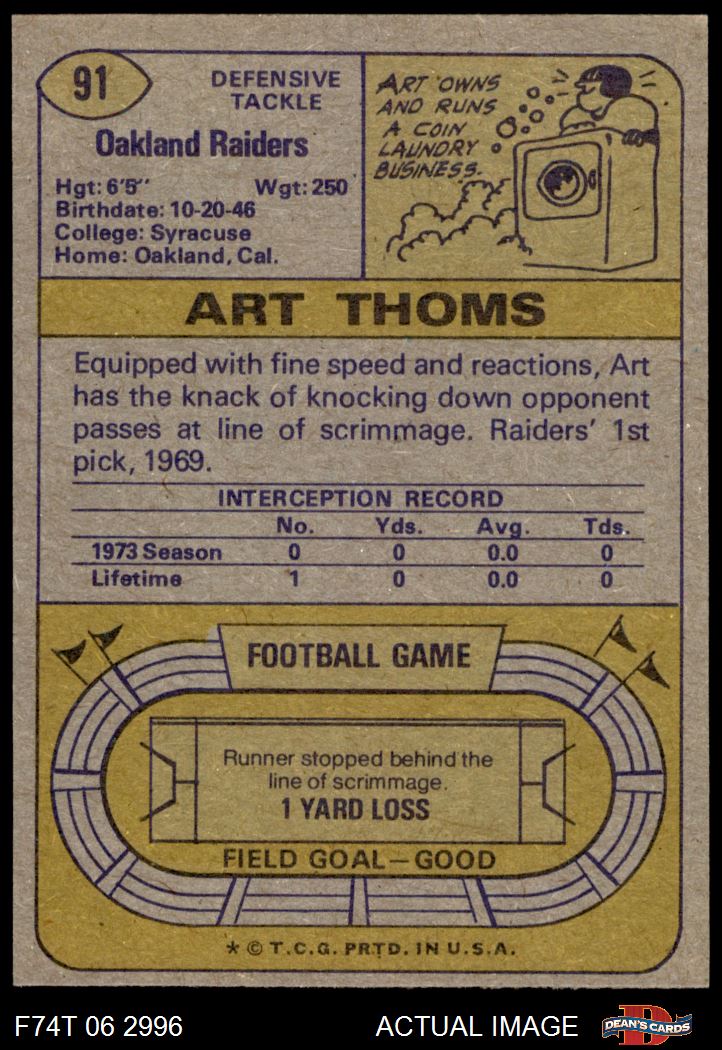 91
DEFENSIVE
TACKLE
Oakland Raiders
Hgt: 6'5" Wgt: 250
Birthdate: 10-20-46
College: Syracuse
Home: Oakland, Cal.
ART OWNS
AND RUNS
A COIN
LAUNDRY
BUSINESS.
ART THOMS
Equipped with fine speed and reactions, Art
has the knack of knocking down opponent
passes at line of scrimmage. Raiders' 1st
pick, 1969.
INTERCEPTION RECORD
No. Yds. Avg. Tds.
1973 Season 0 0 0.0 0
Lifetime 1 0 0.0 0
FOOTBALL GAME
Runner stopped behind the
line of scrimmage.
1 YARD LOSS
FIELD GOAL—GOOD
* © T.C.G. PRTD. IN U.S.A.
F74T 06 2996 ACTUAL IMAGE
D
DEAN'S CARDS